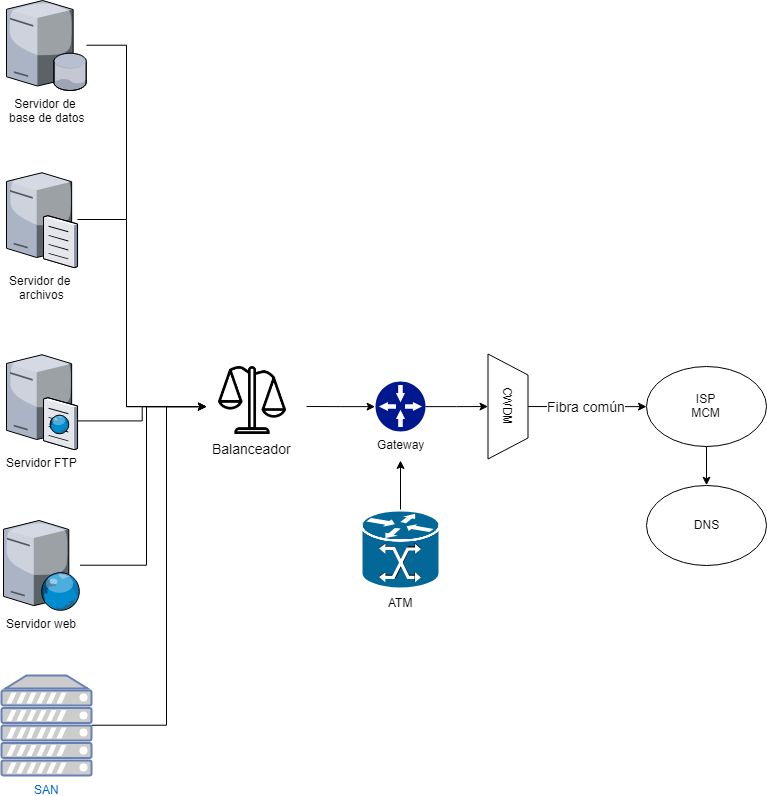 Servidor de
base de datos
Servidor de
archivos
Servidor FTP
Servidor web
SAN
Balanceador
Gateway
ATM
CWDM
Fibra común
ISP
MCM
DNS